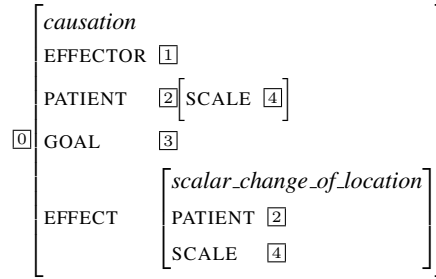 causation
EFFECTOR 1
PATIENT 2 [SCALE 4]
0 GOAL 3
scalar_change_of_location
EFFECT PATIENT 2
SCALE 4